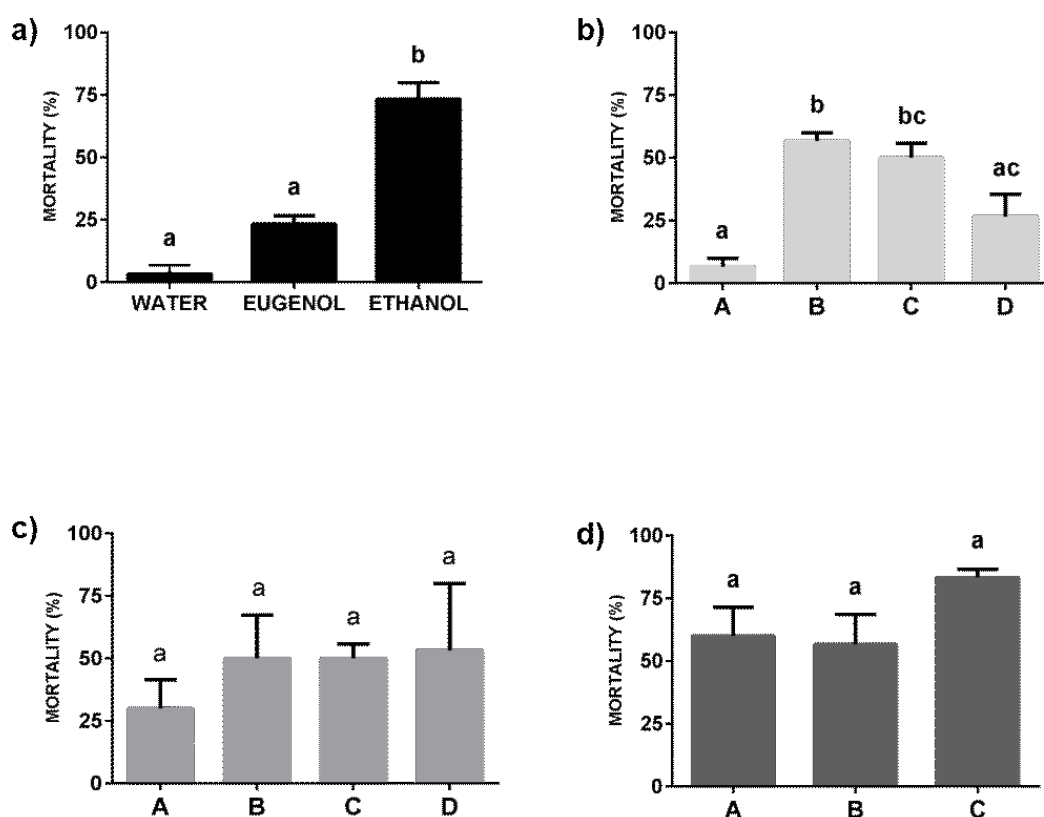 a)
MORTALITY (%)
100
75
50
25
0
a
a
b
WATER EUGENOL ETHANOL
b)
MORTALITY (%)
100
75
50
25
0
a
b
bc
ac
A B C D
c)
MORTALITY (%)
100
75
50
25
0
a
a
a
a
A B C D
d)
MORTALITY (%)
100
75
50
25
0
a
a
a
A B C